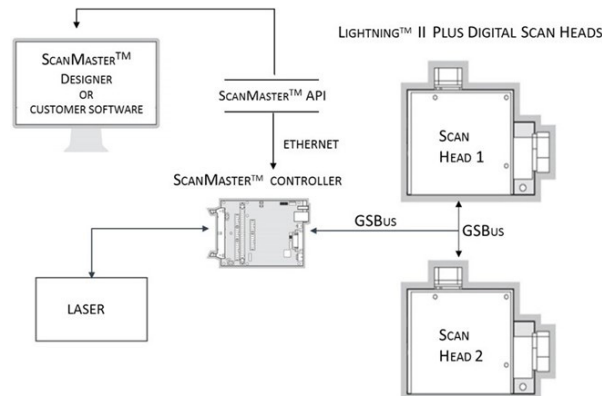 SCANMASTER™
DESIGNER
OR
CUSTOMER SOFTWARE
LIGHTNING™ II PLUS DIGITAL SCAN HEADS
SCANMASTER™ API
ETHERNET
SCANMASTER™ CONTROLLER
SCAN
HEAD 1
GSBUS
GSBUS
LASER
SCAN
HEAD 2